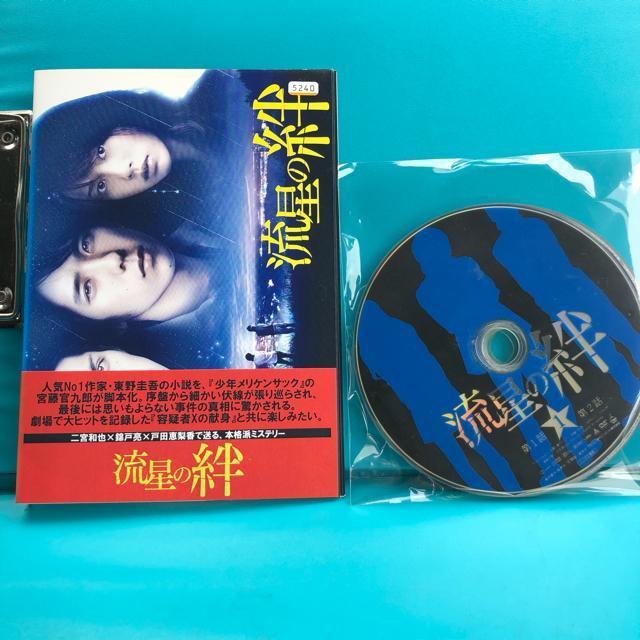 5240
流星の絆
人気No1作家・東野圭吾の小説を、『少年メリケンサック』の
宮藤官九郎が脚本化。序盤から細かい伏線が張り巡らされ、
最後には思いもよらない事件の真相に驚かされる。
劇場で大ヒットを記録した『容疑者Xの献身』と共に楽しみたい。
二宮和也×錦戸亮×戸田恵梨香で送る、本格派ミステリー
流星の絆
流星の絆
第1話
第2話